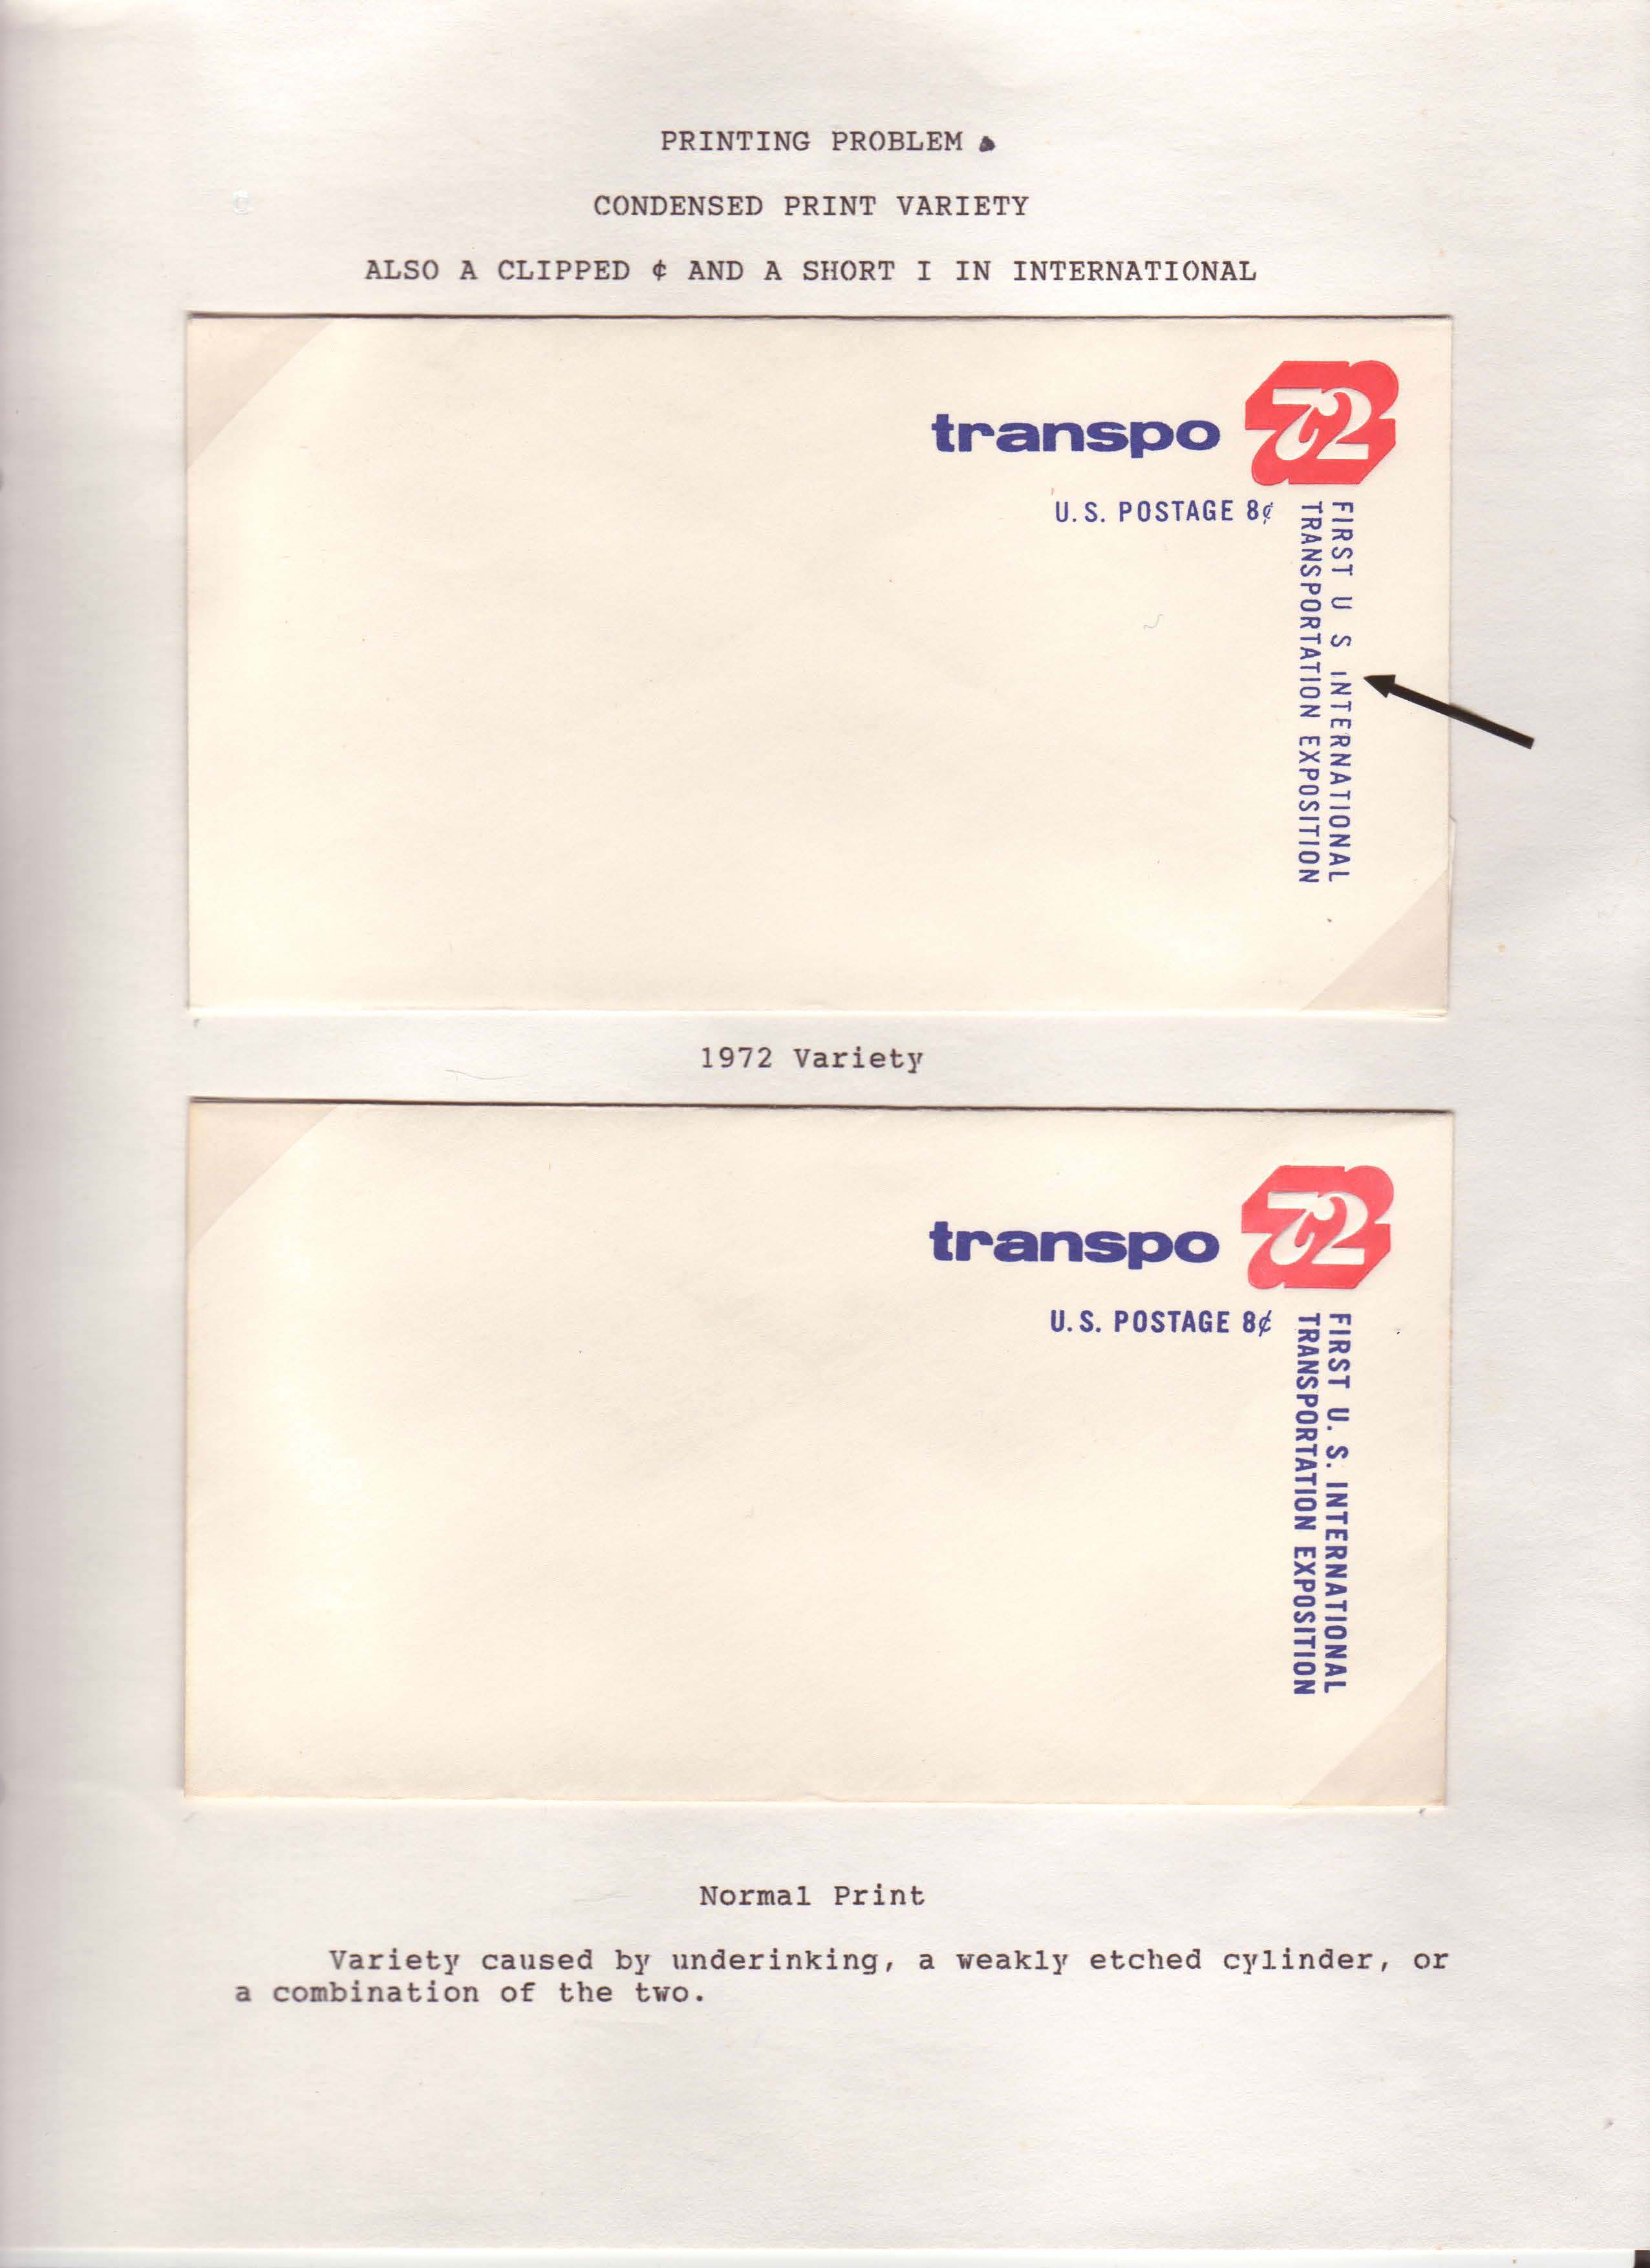 PRINTING PROBLEM
CONDENSED PRINT VARIETY
ALSO A CLIPPED ¢ AND A SHORT I IN INTERNATIONAL
transpo 72
U.S. POSTAGE 8¢
FIRST U S INTERNATIONAL
TRANSPORTATION EXPOSITION
1972 Variety
transpo 72
U.S. POSTAGE 8¢
FIRST U. S. INTERNATIONAL
TRANSPORTATION EXPOSITION
Normal Print
Variety caused by underinking, a weakly etched cylinder, or
a combination of the two.